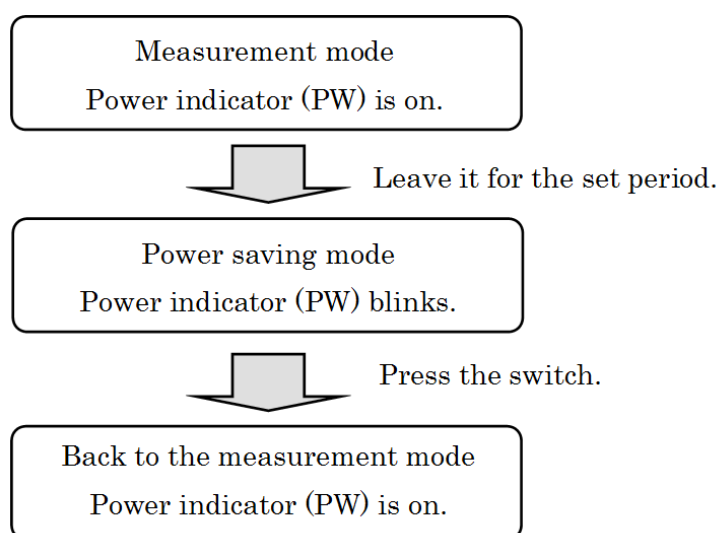 Measurement mode
Power indicator (PW) is on.
Leave it for the set period.
Power saving mode
Power indicator (PW) blinks.
Press the switch.
Back to the measurement mode
Power indicator (PW) is on.